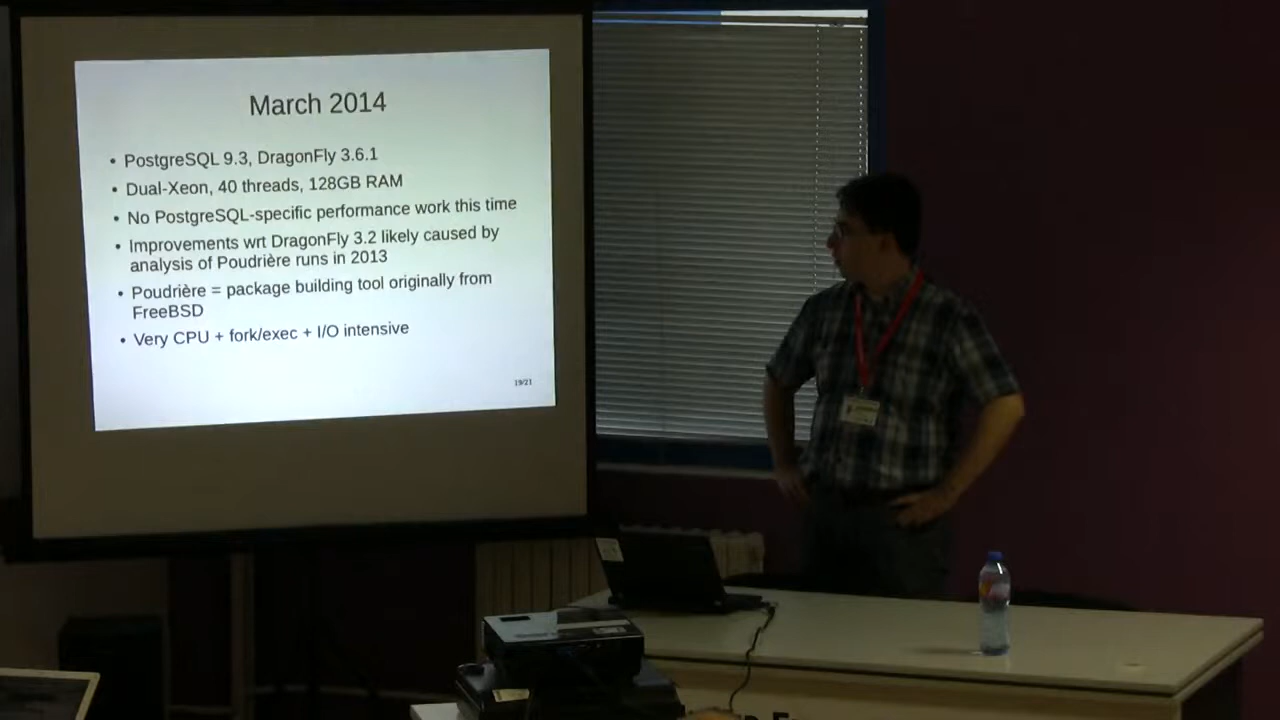 March 2014
• PostgreSQL 9.3, DragonFly 3.6.1
• Dual-Xeon, 40 threads, 128GB RAM
• No PostgreSQL-specific performance work this time
• Improvements wrt DragonFly 3.2 likely caused by
analysis of Poudrière runs in 2013
• Poudrière = package building tool originally from
FreeBSD
• Very CPU + fork/exec + I/O intensive
19/21